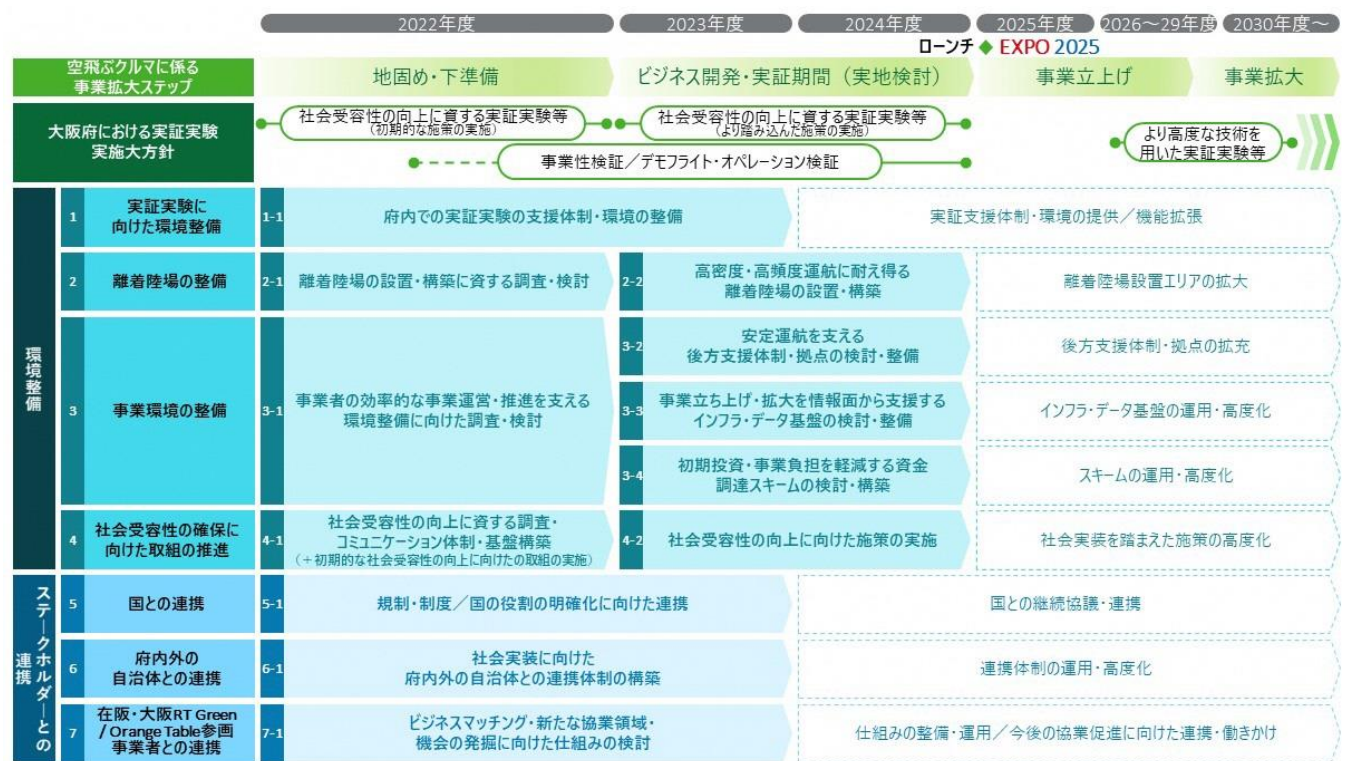 2022年度
2023年度
2024年度
2025年度
2026～29年度
2030年度～
ローンチ◆EXPO 2025
空飛ぶクルマに係る
事業拡大ステップ
地固め・下準備
ビジネス開発・実証期間（実地検討）
事業立上げ
事業拡大
大阪府における実証実験
実施大方針
社会受容性の向上に資する実証実験等
（初期的な施策の実施）
社会受容性の向上に資する実証実験等
（より踏み込んだ施策の実施）
事業性検証／デモフライト・オペレーション検証
より高度な技術を
用いた実証実験等
環境整備
1
実証実験に
向けた環境整備
1-1
府内での実証実験の支援体制・環境の整備
実証支援体制・環境の提供／機能拡張
2
離着陸場の整備
2-1
離着陸場の設置・構築に資する調査・検討
2-2
高密度・高頻度運航に耐え得る
離着陸場の設置・構築
離着陸場設置エリアの拡大
3
事業環境の整備
3-1
事業者の効率的な事業運営・推進を支える
環境整備に向けた調査・検討
3-2
安定運航を支える
後方支援体制・拠点の検討・整備
後方支援体制・拠点の拡充
3-3
事業立ち上げ・拡大を情報面から支援する
インフラ・データ基盤の検討・整備
インフラ・データ基盤の運用・高度化
3-4
初期投資・事業負担を軽減する資金
調達スキームの検討・構築
スキームの運用・高度化
4
社会受容性の確保に
向けた取組の推進
4-1
社会受容性の向上に資する調査・
コミュニケーション体制・基盤構築
（＋初期的な社会受容性の向上に向けたの取組の実施）
4-2
社会受容性の向上に向けた施策の実施
社会実装を踏まえた施策の高度化
ステークホルダーとの
連携
5
国との連携
5-1
規制・制度／国の役割の明確化に向けた連携
国との継続協議・連携
6
府内外の
自治体との連携
6-1
社会実装に向けた
府内外の自治体との連携体制の構築
連携体制の運用・高度化
7
在阪・大阪RT Green
/ Orange Table参画
事業者との連携
7-1
ビジネスマッチング・新たな協業領域・
機会の発掘に向けた仕組みの検討
仕組みの整備・運用／今後の協業促進に向けた連携・働きかけ